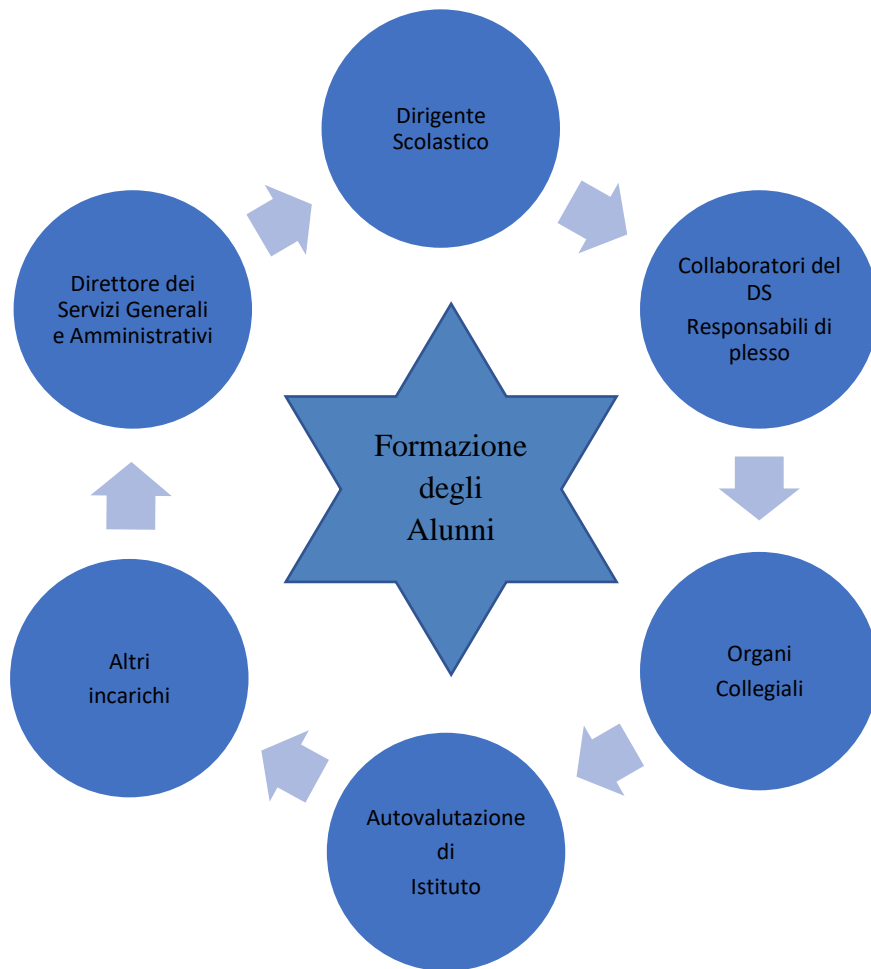 Dirigente
Scolastico
Collaboratori del
DS
Responsabili di
plesso
Organi
Collegiali
Autovalutazione
di
Istituto
Altri
incarichi
Direttore dei
Servizi Generali
e Amministrativi
Formazione
degli
Alunni